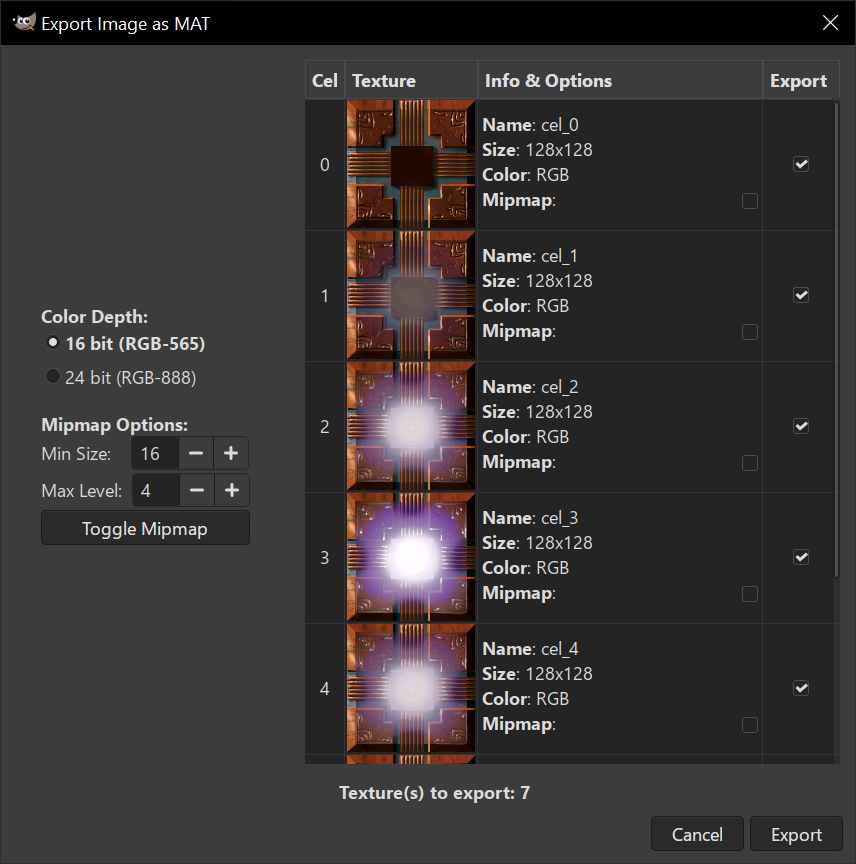 Export Image as MAT
Color Depth:
16 bit (RGB-565)
24 bit (RGB-888)
Mipmap Options:
Min Size: 16
Max Level: 4
Toggle Mipmap
Cel Texture Info & Options Export
0
Name: cel_0
Size: 128x128
Color: RGB
Mipmap:
1
Name: cel_1
Size: 128x128
Color: RGB
Mipmap:
2
Name: cel_2
Size: 128x128
Color: RGB
Mipmap:
3
Name: cel_3
Size: 128x128
Color: RGB
Mipmap:
4
Name: cel_4
Size: 128x128
Color: RGB
Mipmap:
Texture(s) to export: 7
Cancel Export